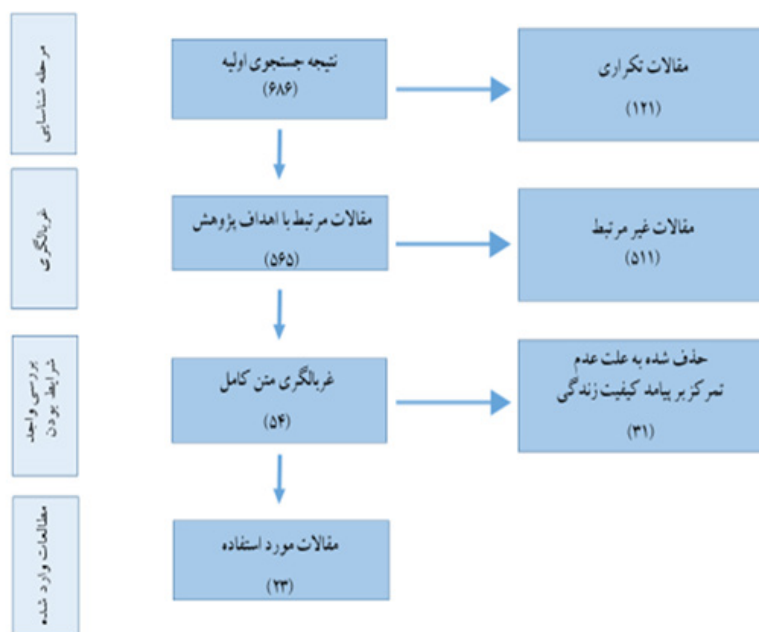 مرحله شناسایی
نتیجه جستجوی اولیه
(۶۸۶)
مقالات تکراری
(۱۲۱)
غربالگری
مقالات مرتبط با اهداف پژوهش
(۵۶۵)
مقالات غیر مرتبط
(۵۱۱)
بررسی واجد
شرایط بودن
غربالگری متن کامل
(۵۴)
حذف شده به علت عدم
تمرکز بر پیامد کیفیت زندگی
(۳۱)
مطالعات وارد شده
مقالات مورد استفاده
(۲۳)